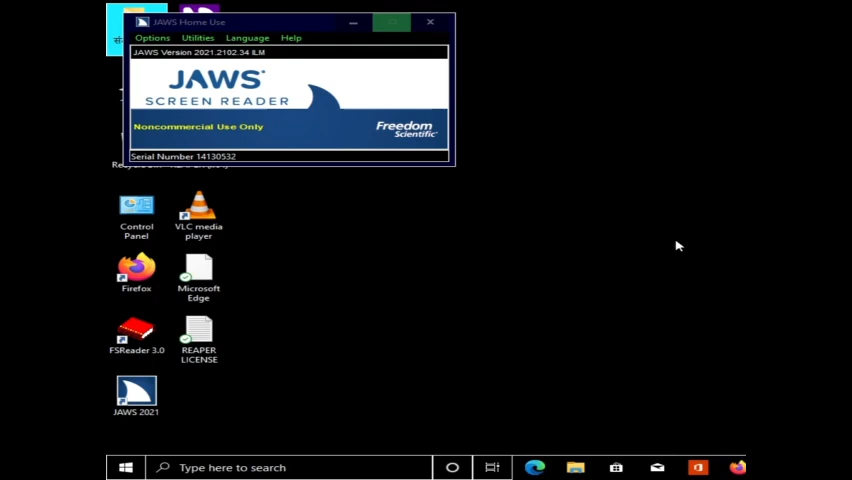 JAWS Home Use
Options Utilities Language Help
JAWS Version 2021.2102.34 ILM
JAWS
SCREEN READER
Noncommercial Use Only
Freedom
Scientific
Serial Number 14130532
Control
Panel
VLC media
player
Firefox
Microsoft
Edge
FSReader 3.0
REAPER
LICENSE
JAWS 2021
Type here to search